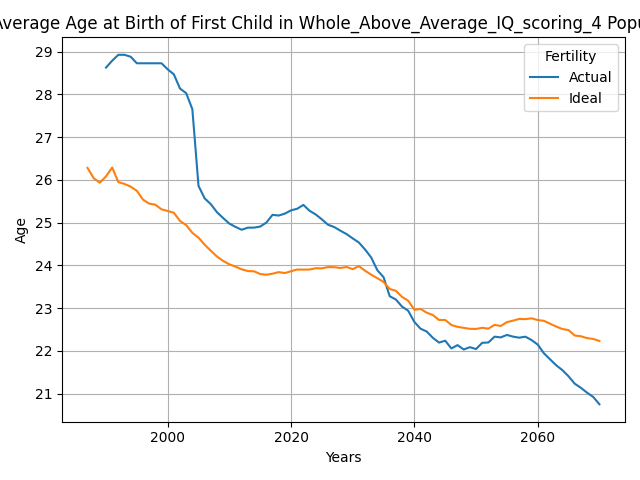 Average Age at Birth of First Child in Whole_Above_Average_IQ_scoring_4
Fertility
Actual
Ideal
29
28
27
26
25
24
23
22
21
Age
2000
2020
2040
2060
Years